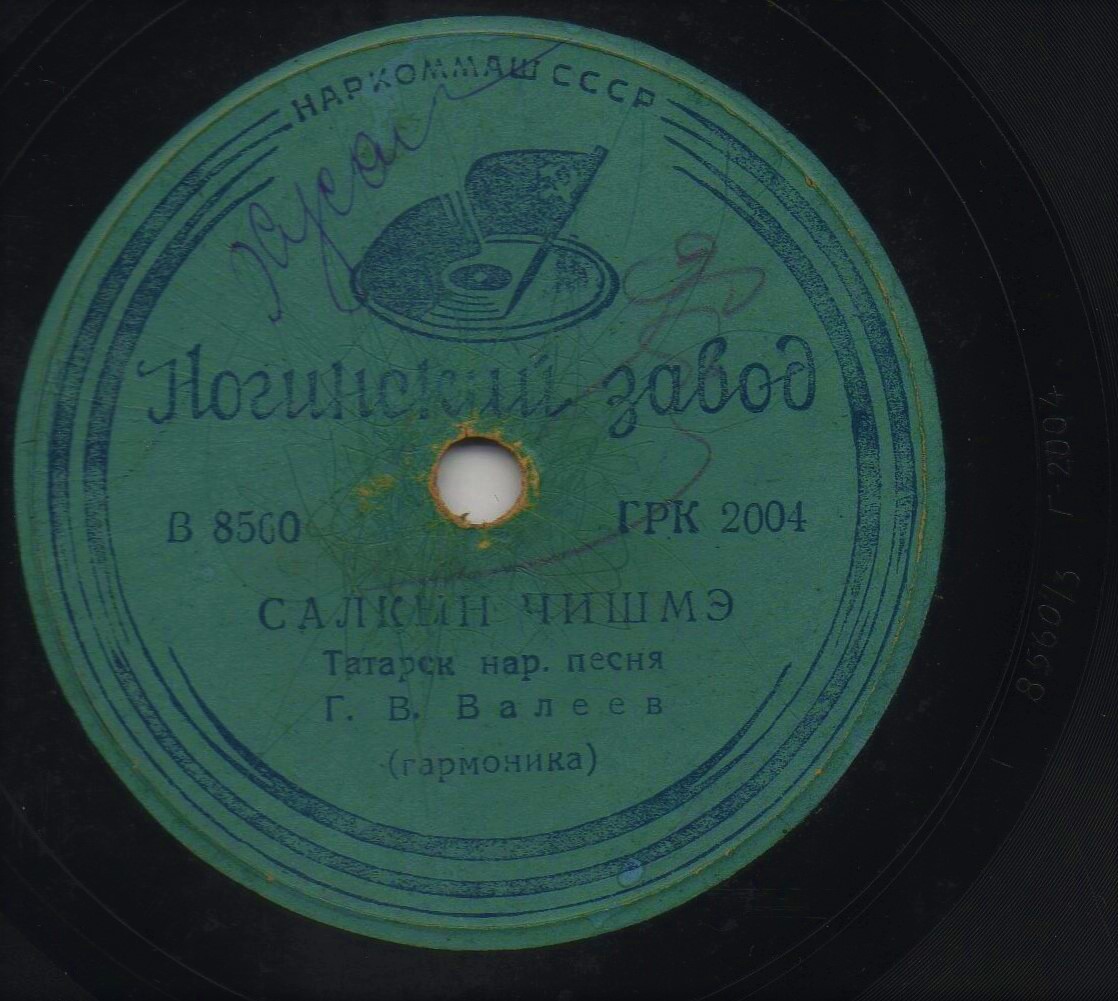 НАРКОММАШ СССР
Ногинский завод
В 8560 ГРК 2004
САЛКЫН ЧИШМЭ
Татарск нар. песня
Г. В. Валеев
(гармоника)
8560/3 Г-2004